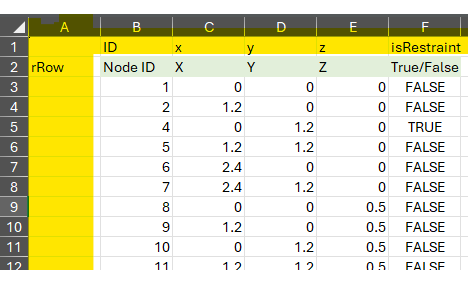 A B C D E F
1 ID x y z isRestraint
2 rRow Node ID X Y Z True/False
3 1 0 0 0 FALSE
4 2 1.2 0 0 FALSE
5 4 0 1.2 0 TRUE
6 5 1.2 1.2 0 FALSE
7 6 2.4 0 0 FALSE
8 7 2.4 1.2 0 FALSE
9 8 0 0 0.5 FALSE
10 9 1.2 0 0.5 FALSE
11 10 0 1.2 0.5 FALSE
12 11 1.2 1.2 0.5 FALSE